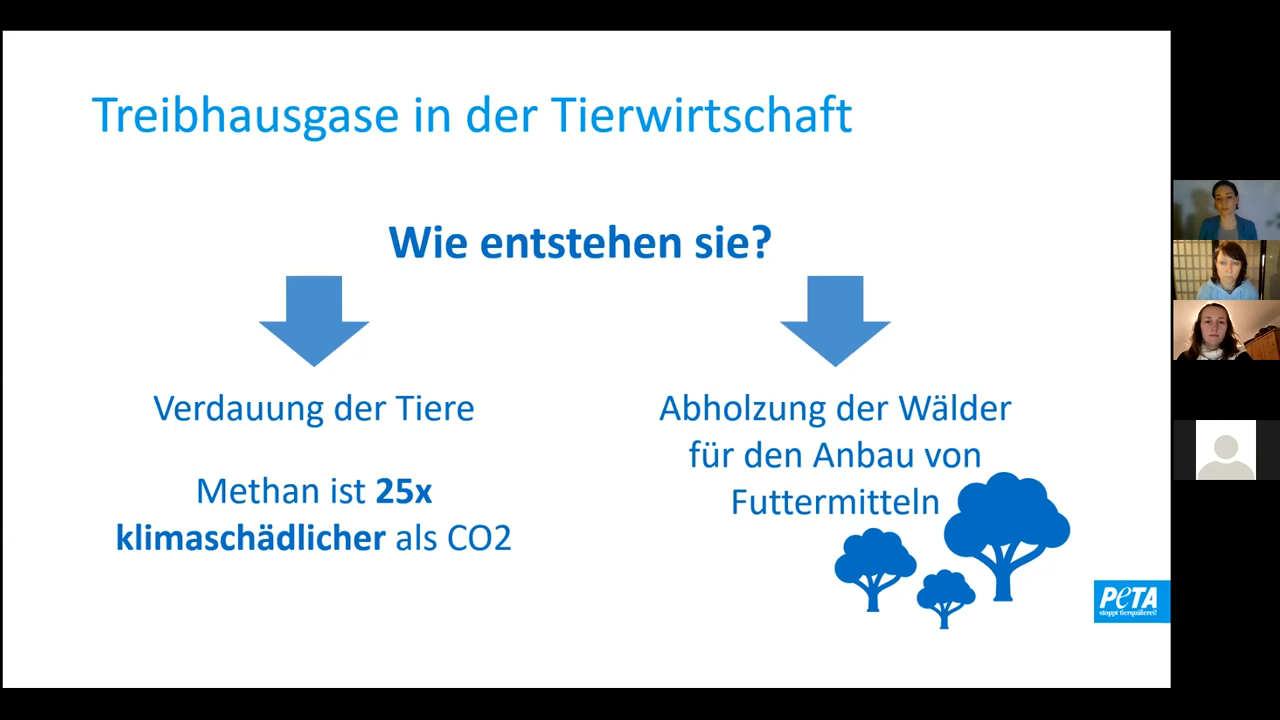 Treibhausgase in der Tierwirtschaft
Wie entstehen sie?
Verdauung der Tiere
Methan ist 25x
klimaschädlicher als CO2
Abholzung der Wälder
für den Anbau von
Futtermitteln
PETA
stoppt tierquälerei!